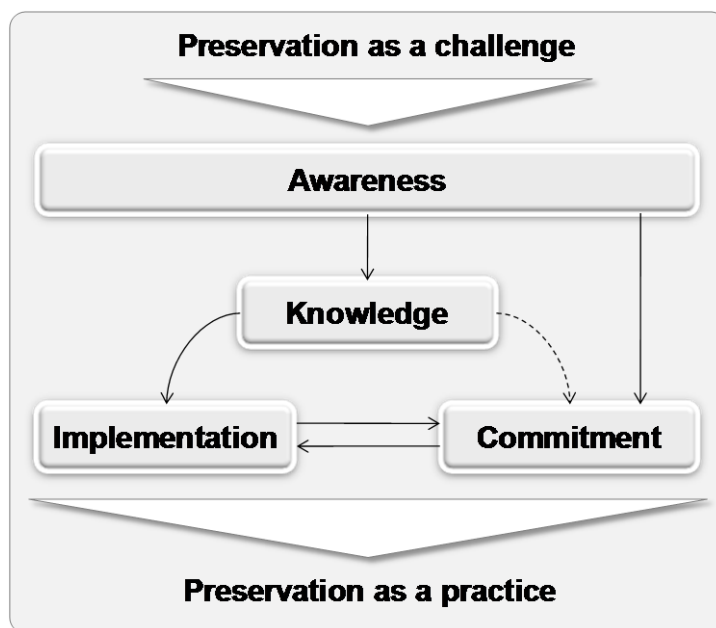 Preservation as a challenge
Awareness
Knowledge
Implementation
Commitment
Preservation as a practice